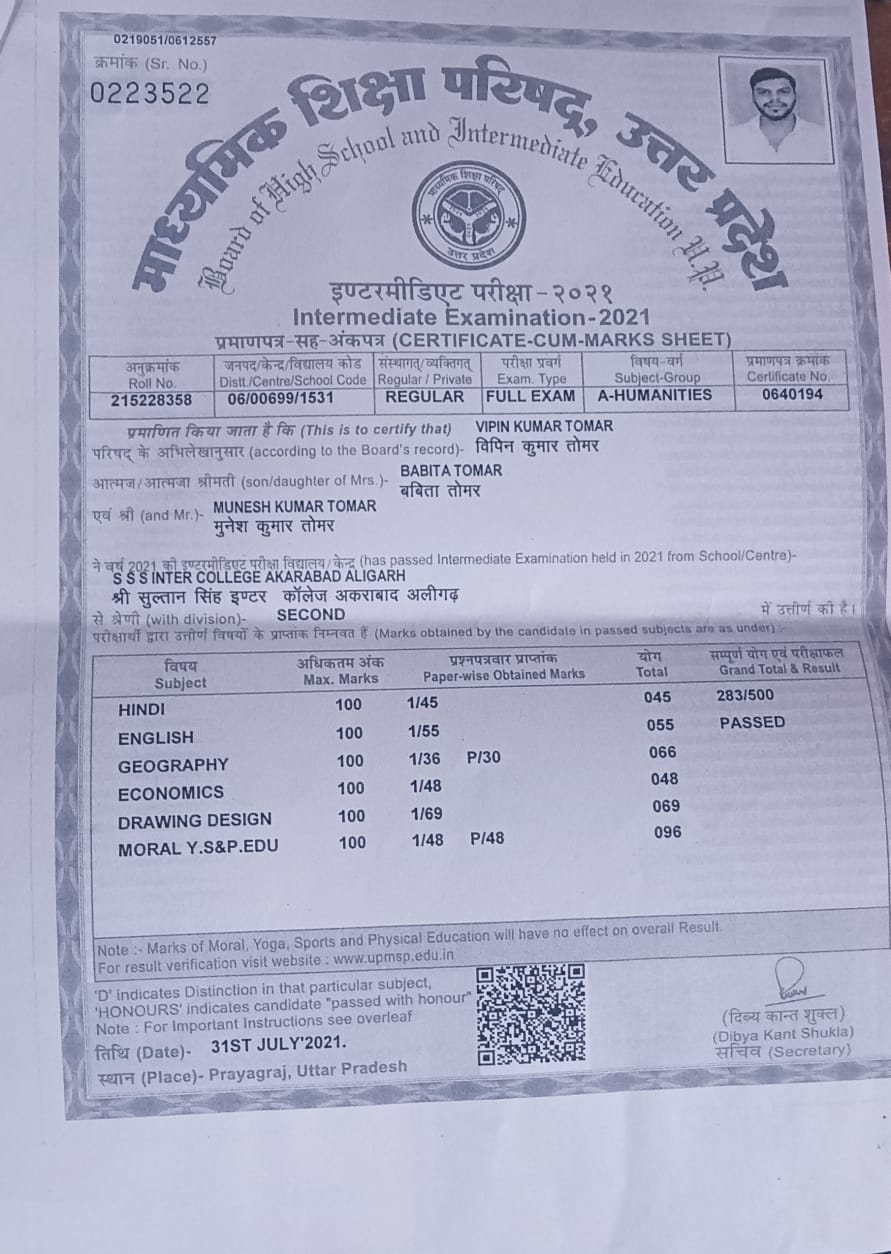 0219051/0612557
क्रमांक (Sr. No.)
0223522
माध्यमिक शिक्षा परिषद्, उत्तर प्रदेश
Board of High School and Intermediate Education U.P.
माध्यमिक शिक्षा परिषद्
उत्तर प्रदेश
इण्टरमीडिएट परीक्षा - २०२१
Intermediate Examination-2021
प्रमाणपत्र-सह-अंकपत्र (CERTIFICATE-CUM-MARKS SHEET)
अनुक्रमांक जनपद/केन्द्र/विद्यालय कोड संस्थागत/व्यक्तिगत् परीक्षा प्रवर्ग विषय-वर्ग प्रमाणपत्र क्रमांक
Roll No. Distt./Centre/School Code Regular / Private Exam. Type Subject-Group Certificate No.
215228358 06/00699/1531 REGULAR FULL EXAM A-HUMANITIES 0640194
प्रमाणित किया जाता है कि (This is to certify that) VIPIN KUMAR TOMAR
परिषद् के अभिलेखानुसार (according to the Board's record)- विपिन कुमार तोमर
BABITA TOMAR
आत्मज/आत्मजा श्रीमती (son/daughter of Mrs.)- बबिता तोमर
MUNESH KUMAR TOMAR
एवं श्री (and Mr.)- मुनेश कुमार तोमर
ने वर्ष 2021 की इण्टरमीडिएट परीक्षा विद्यालय/केन्द्र (has passed Intermediate Examination held in 2021 from School/Centre)-
S S S INTER COLLEGE AKARABAD ALIGARH
श्री सुल्तान सिंह इण्टर कॉलेज अकराबाद अलीगढ़
से श्रेणी (with division)- SECOND में उत्तीर्ण की है।
परीक्षार्थी द्वारा उत्तीर्ण विषयों के प्राप्तांक निम्नवत हैं (Marks obtained by the candidate in passed subjects are as under) :-
विषय अधिकतम अंक प्रश्नपत्रवार प्राप्तांक योग सम्पूर्ण योग एवं परीक्षाफल
Subject Max. Marks Paper-wise Obtained Marks Total Grand Total & Result
HINDI 100 1/45 045 283/500
ENGLISH 100 1/55 055 PASSED
GEOGRAPHY 100 1/36 P/30 066
ECONOMICS 100 1/48 048
DRAWING DESIGN 100 1/69 069
MORAL Y.S&P.EDU 100 1/48 P/48 096
Note :- Marks of Moral, Yoga, Sports and Physical Education will have no effect on overall Result.
For result verification visit website : www.upmsp.edu.in
'D' Indicates Distinction in that particular subject,
'HONOURS' indicates candidate "passed with honour"
Note : For Important Instructions see overleaf
तिथि (Date)- 31ST JULY'2021.
स्थान (Place)- Prayagraj, Uttar Pradesh
(दिब्य कान्त शुक्ल)
(Dibya Kant Shukla)
सचिव (Secretary)